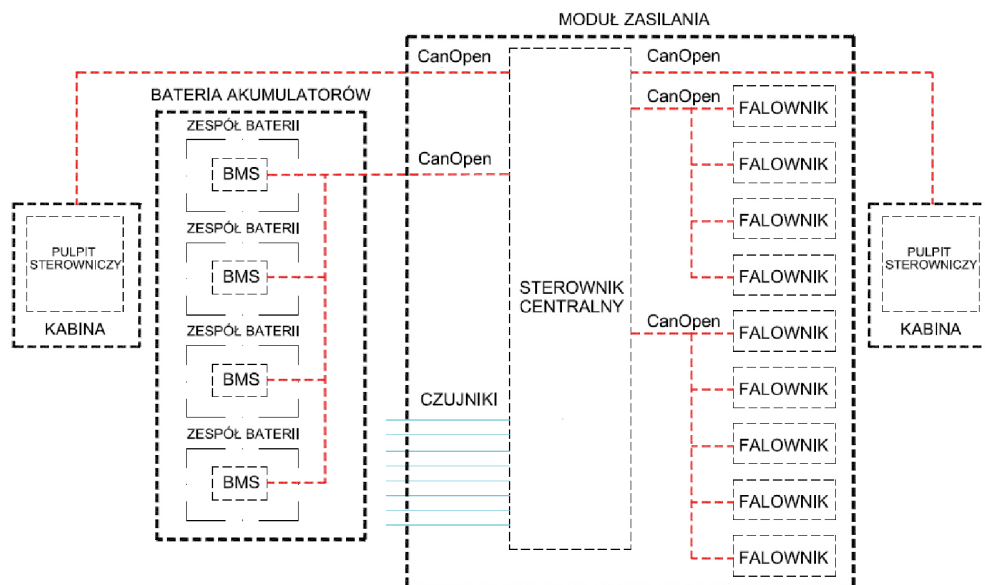 MODUŁ ZASILANIA
CanOpen
CanOpen
BATERIA AKUMULATORÓW
CanOpen
FALOWNIK
ZESPÓŁ BATERII
BMS
CanOpen
FALOWNIK
ZESPÓŁ BATERII
BMS
FALOWNIK
FALOWNIK
PULPIT
STEROWNICZY
KABINA
PULPIT
STEROWNICZY
KABINA
STEROWNIK
CENTRALNY
CanOpen
FALOWNIK
ZESPÓŁ BATERII
BMS
FALOWNIK
CZUJNIKI
ZESPÓŁ BATERII
BMS
FALOWNIK
FALOWNIK
FALOWNIK